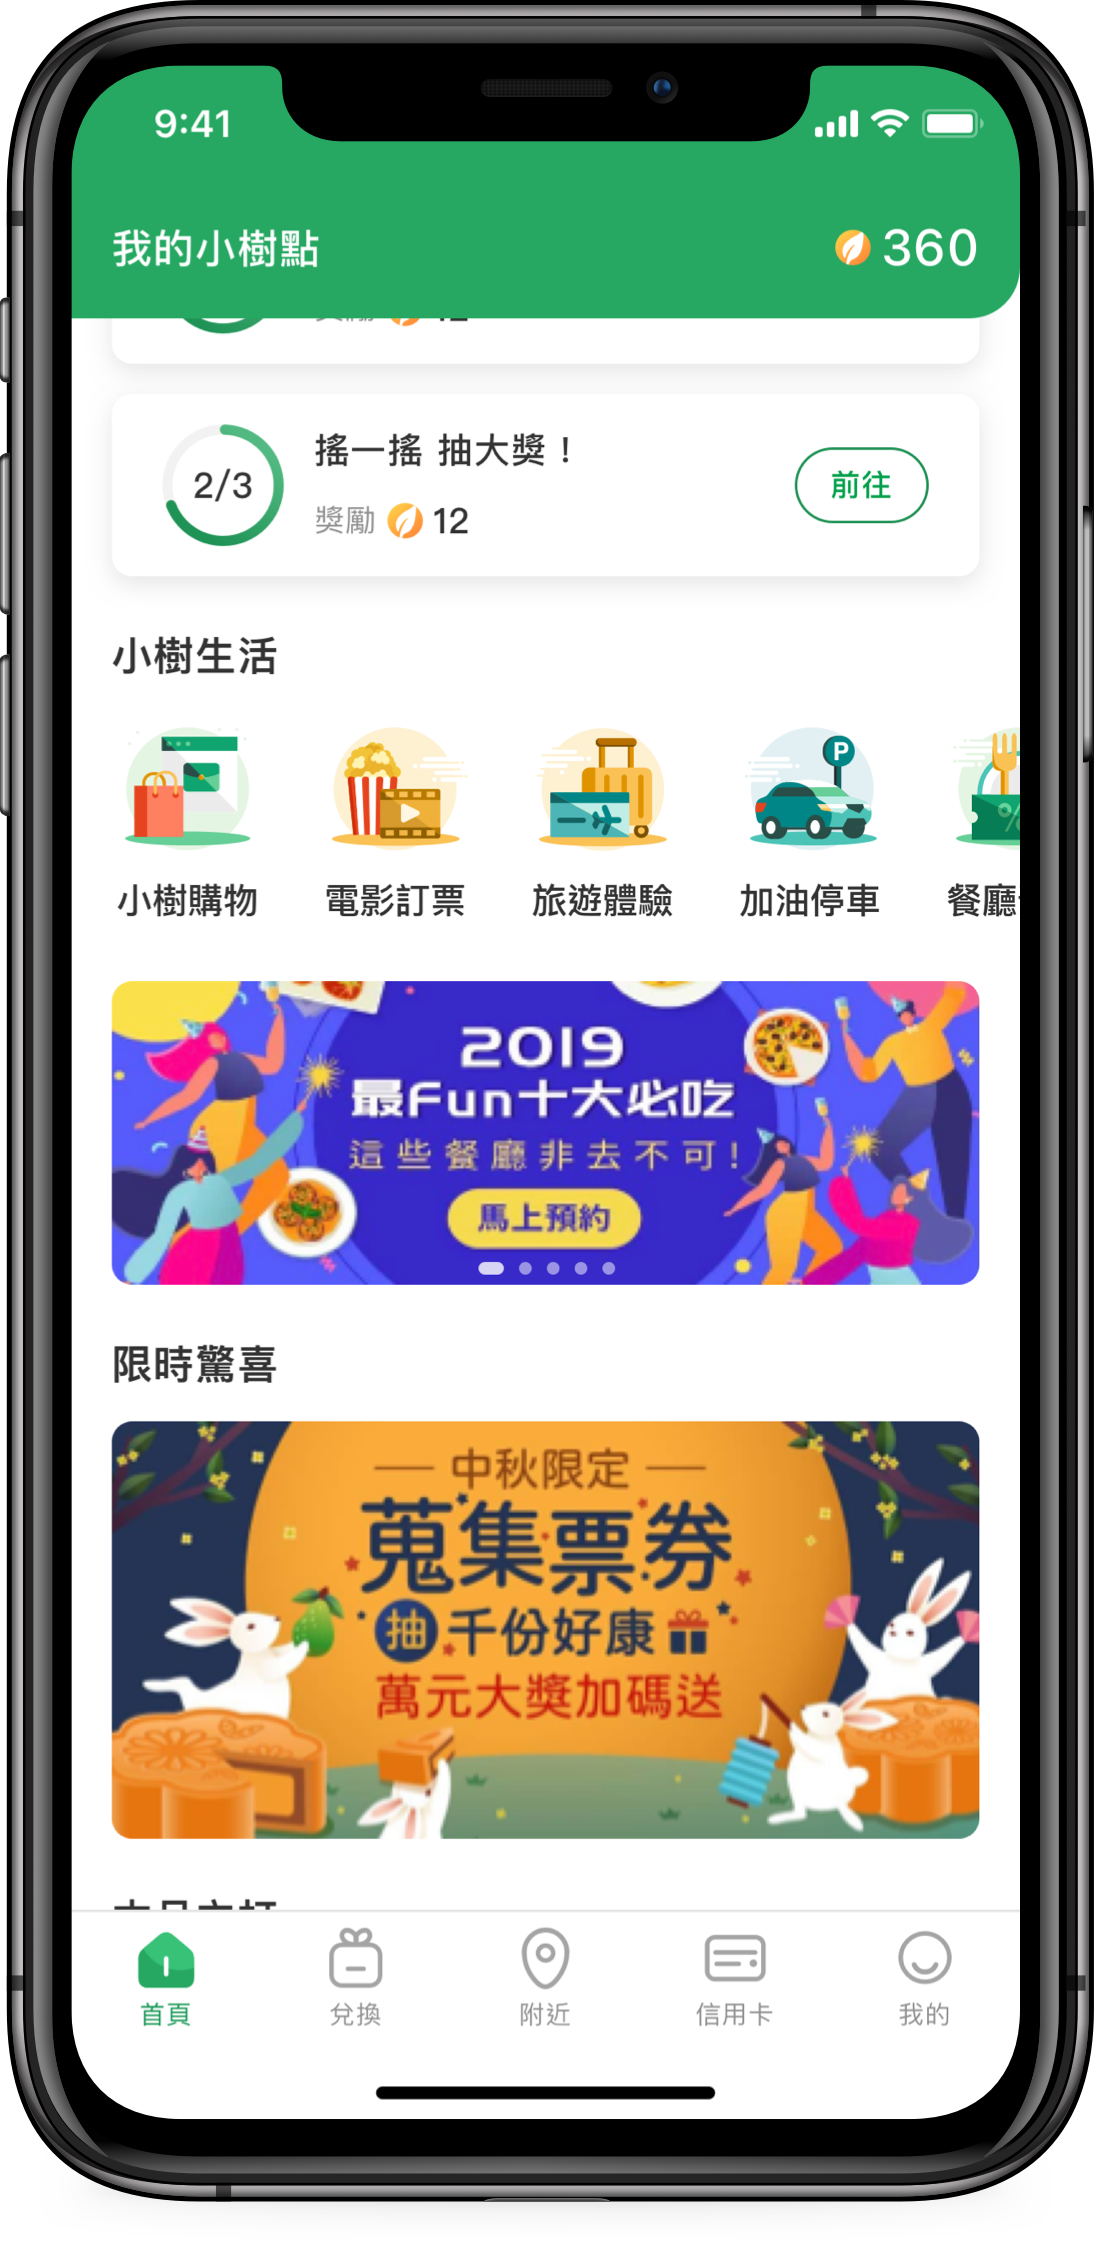 9:41
我的小樹點
360
2/3
搖一搖 抽大獎！
獎勵 12
前往
小樹生活
P
%
小樹購物
電影訂票
旅遊體驗
加油停車
餐廳
2019
最Fun十大必吃
這些餐廳非去不可！
馬上預約
限時驚喜
中秋限定
蒐集票券
抽千份好康
萬元大獎加碼送
首頁
兌換
附近
信用卡
我的